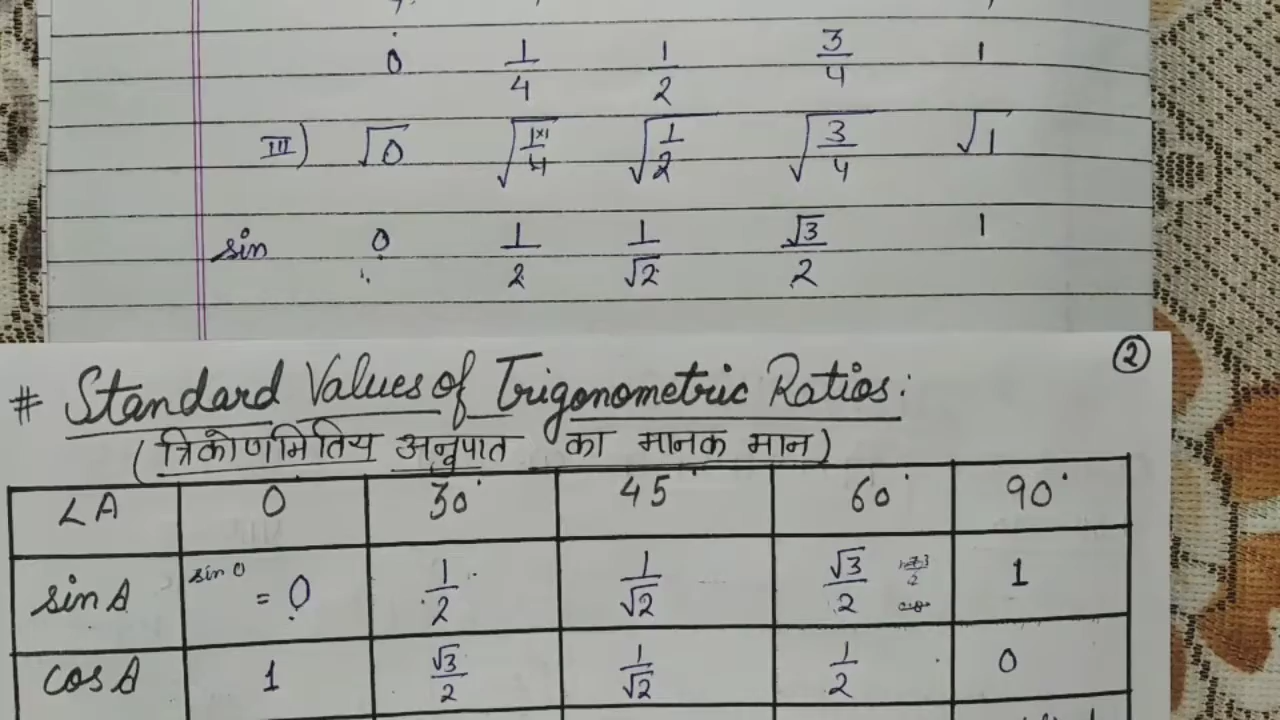 0 1/4 1/2 3/4 1
III) √0 √(1×1/4) √(1/2) √(3/4) √1
sin 0 1/2 1/√2 √3/2 1
②
# Standard Values of Trigonometric Ratios:
(त्रिकोणमितिय अनुपात का मानक मान)
∠A 0 30° 45° 60° 90°
sin A sin 0 = 0 1/2 1/√2 √3/2 1
cos A 1 √3/2 1/√2 1/2 0